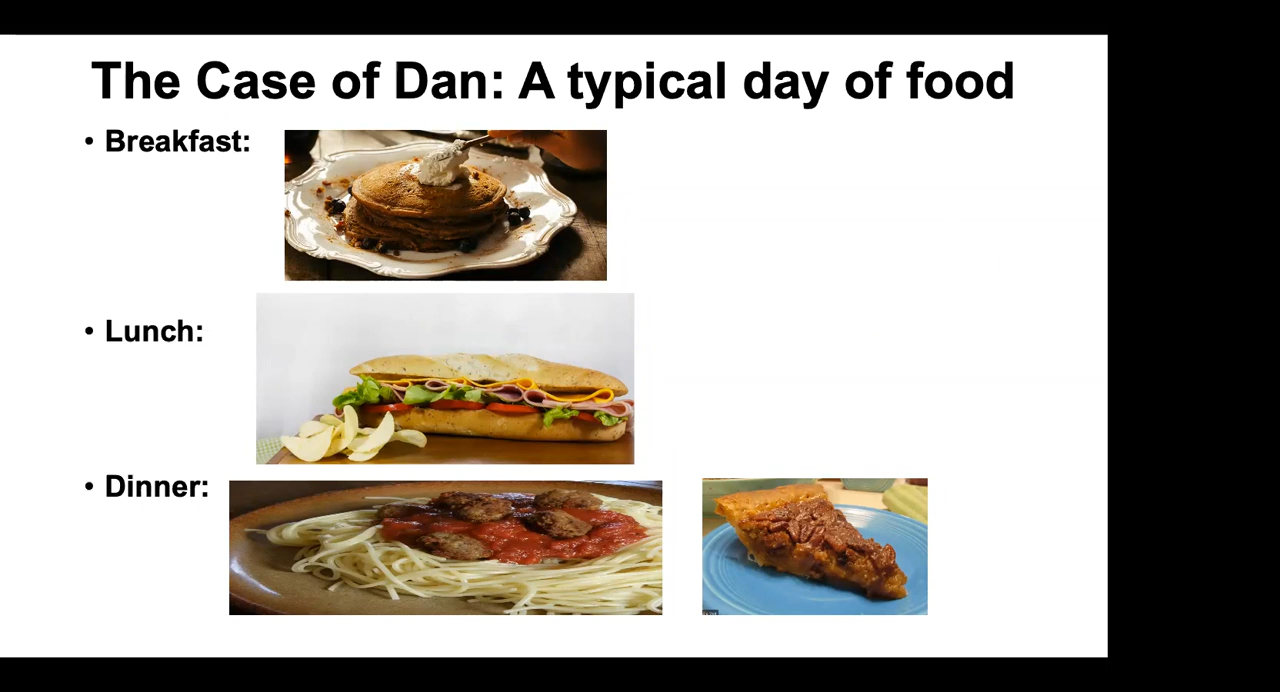 The Case of Dan: A typical day of food
• Breakfast:
• Lunch:
• Dinner: